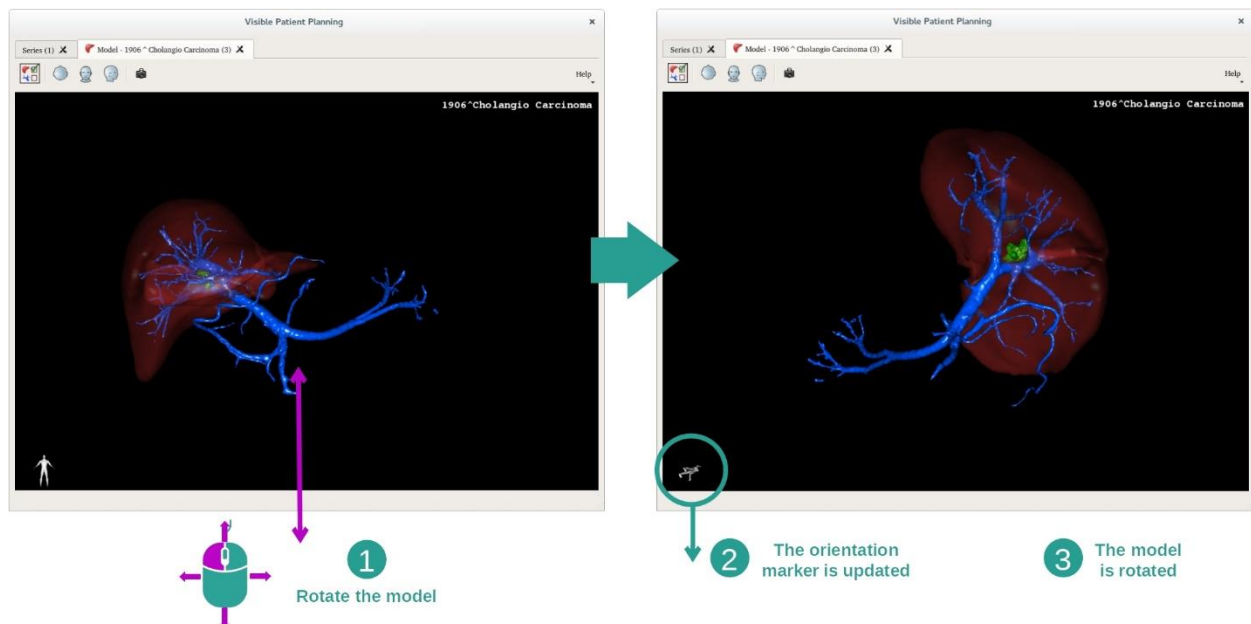 Visible Patient Planning
Series (1)
Model - 1906 ^ Cholangio Carcinoma (3)
Help
1906^Cholangio Carcinoma
Visible Patient Planning
Series (1)
Model - 1906 ^ Cholangio Carcinoma (3)
Help
1906^Cholangio Carcinoma
1
Rotate the model
2
The orientation
marker is updated
3
The model
is rotated